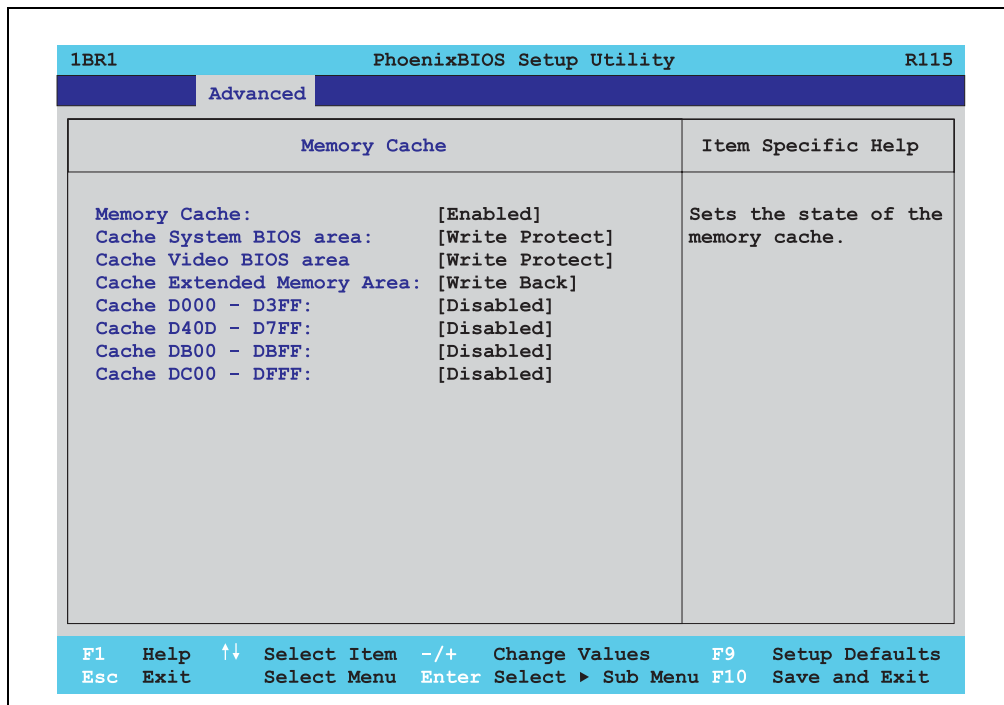 1BR1 PhoenixBIOS Setup Utility R115
Advanced
Memory Cache
Item Specific Help
Memory Cache: [Enabled]
Cache System BIOS area: [Write Protect]
Cache Video BIOS area [Write Protect]
Cache Extended Memory Area: [Write Back]
Cache D000 - D3FF: [Disabled]
Cache D40D - D7FF: [Disabled]
Cache DB00 - DBFF: [Disabled]
Cache DC00 - DFFF: [Disabled]
Sets the state of the
memory cache.
F1 Help ↑↓ Select Item -/+ Change Values F9 Setup Defaults
Esc Exit Select Menu Enter Select ▶ Sub Menu F10 Save and Exit